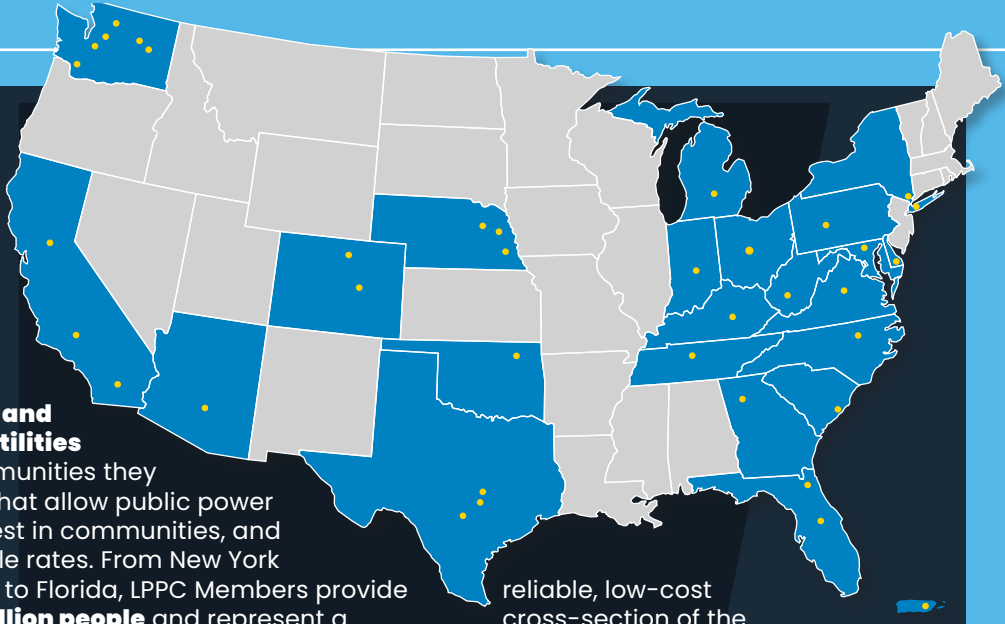 and
tilities
munities they
hat allow public power
est in communities, and
le rates. From New York
to Florida, LPPC Members provide
llion people and represent a
reliable, low-cost
cross-section of the